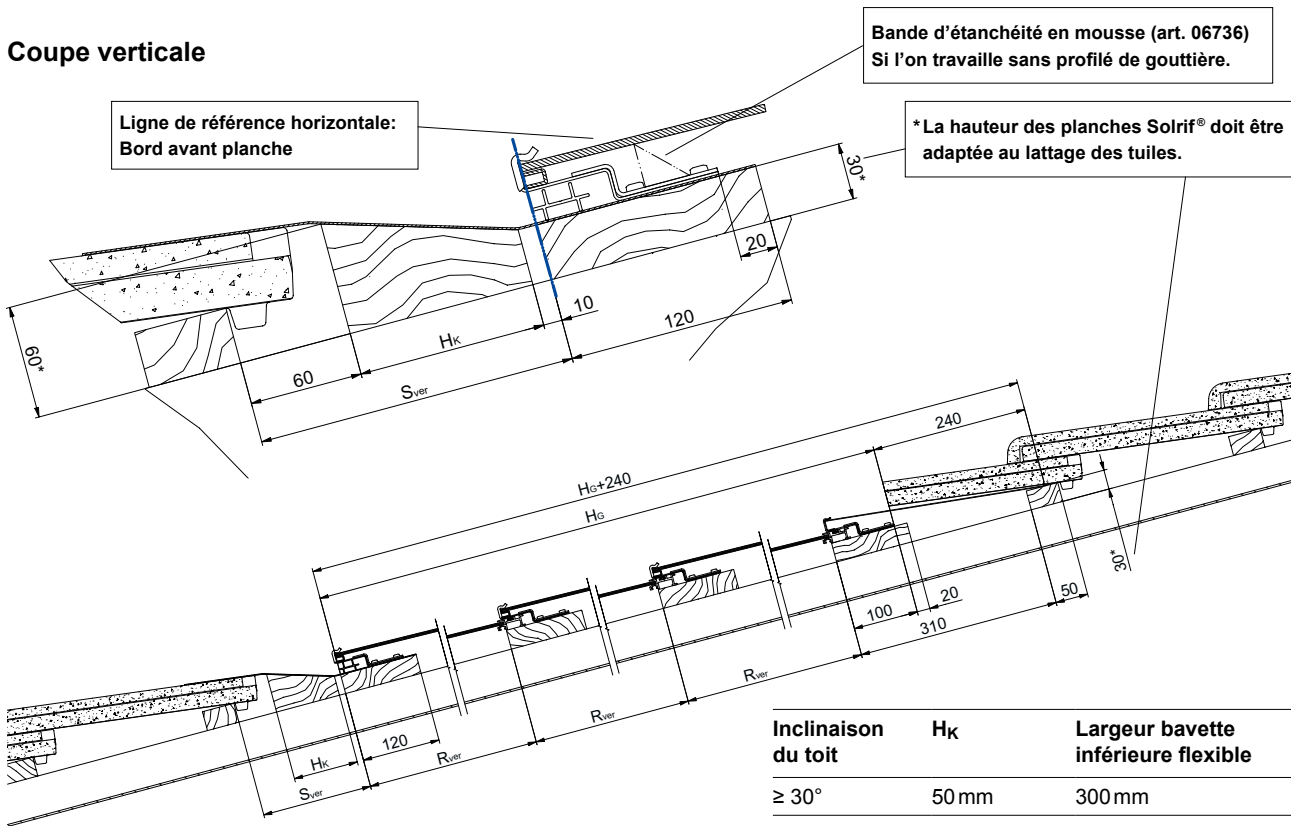 Coupe verticale
Bande d'étanchéité en mousse (art. 06736)
Si l'on travaille sans profilé de gouttière.
Ligne de référence horizontale:
Bord avant planche
*La hauteur des planches Solrif® doit être
adaptée au lattage des tuiles.
30*
20
10
120
HK
60
60*
Sver
240
HG+240
HG
30*
50
20
100
310
Rver
Rver
Rver
120
HK
Sver
Inclinaison du toit HK Largeur bavette inférieure flexible
≥ 30° 50 mm 300 mm